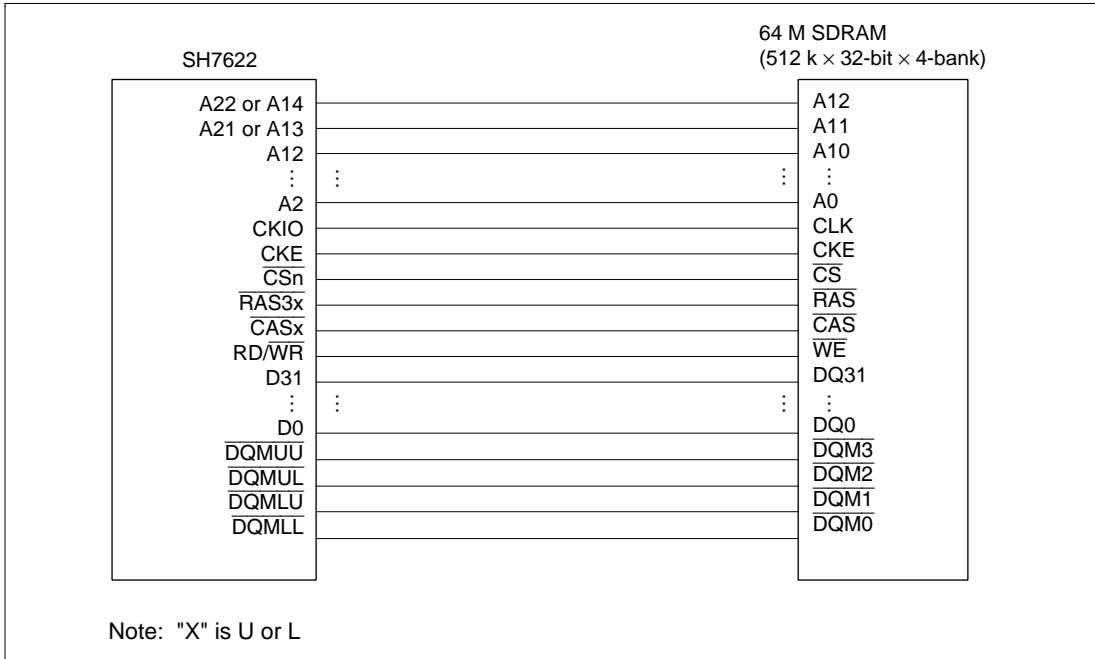 SH7622
64 M SDRAM
(512 k × 32-bit × 4-bank)
A22 or A14
A21 or A13
A12
⋮
A2
CKIO
CKE
CSn
RAS3x
CASx
RD/WR
D31
⋮
D0
DQMUU
DQMUL
DQMLU
DQMLL
A12
A11
A10
⋮
A0
CLK
CKE
CS
RAS
CAS
WE
DQ31
⋮
DQ0
DQM3
DQM2
DQM1
DQM0
Note: "X" is U or L